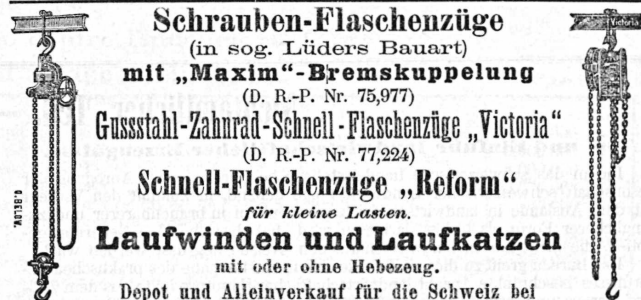 Schrauben-Flaschenzüge
(in sog. Lüders Bauart)
mit „Maxim“-Bremskuppelung
(D. R.-P. Nr. 75,977)
Gussstahl-Zahnrad-Schnell-Flaschenzüge „Victoria“
(D. R.-P. Nr. 77,224)
Schnell-Flaschenzüge „Reform“
für kleine Lasten.
Laufwinden und Laufkatzen
mit oder ohne Hebezeug.
Depot und Alleinverkauf für die Schweiz bei
Victoria
G.BELOW.